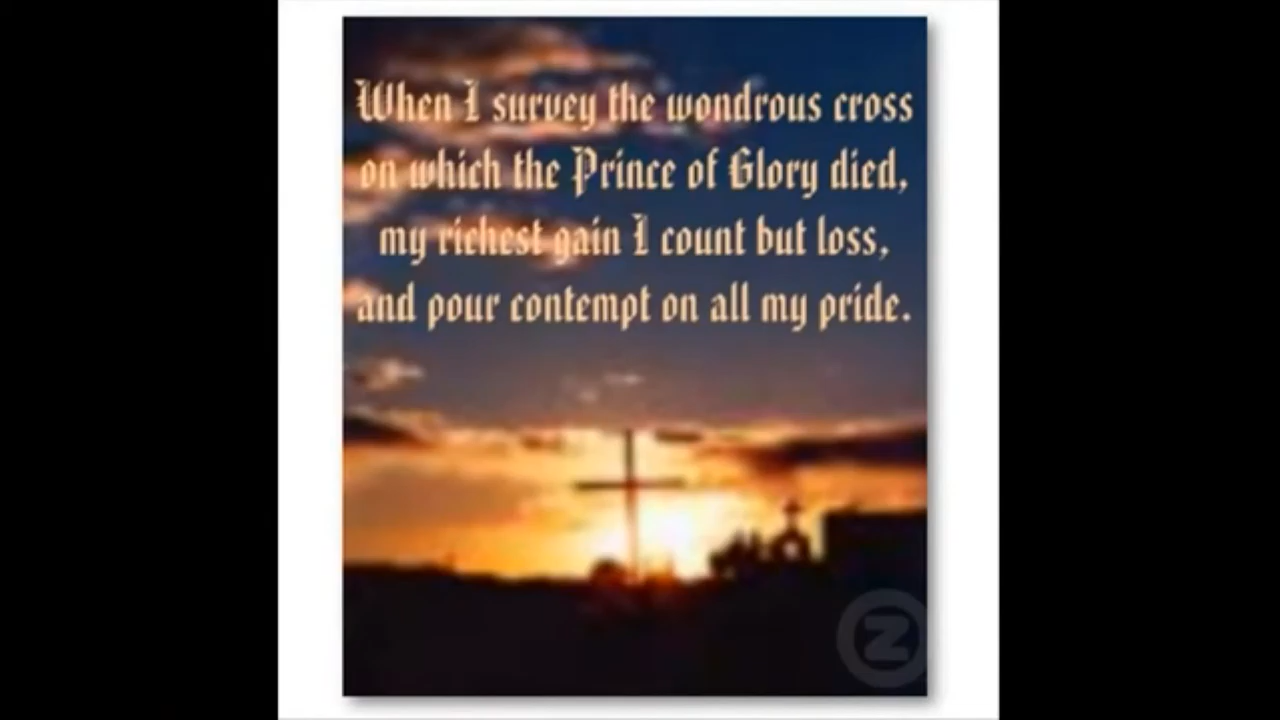 When I survey the wondrous cross
on which the Prince of Glory died,
my richest gain I count but loss,
and pour contempt on all my pride.
Z